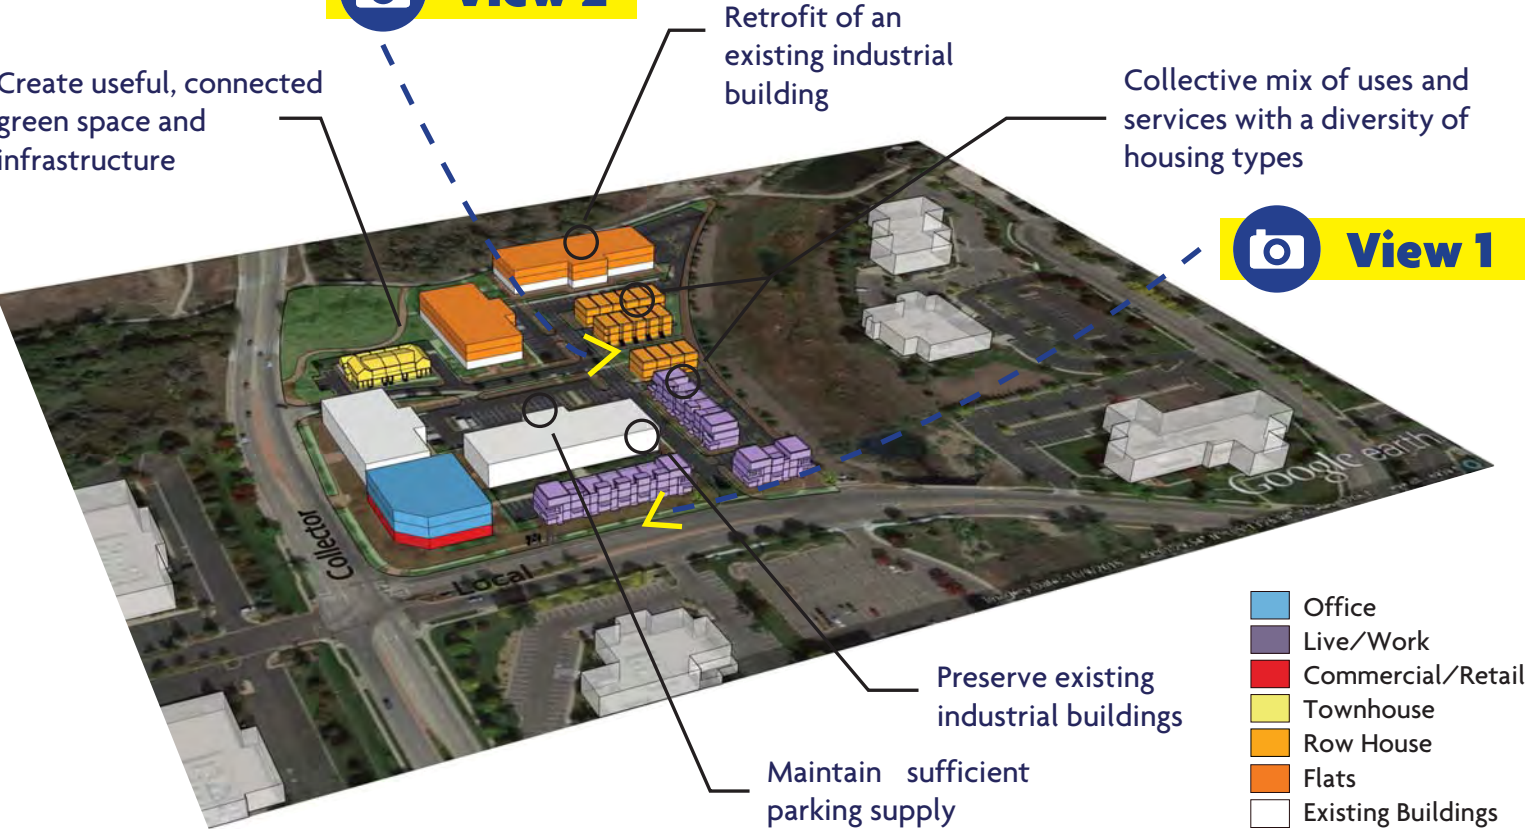 View 2
Retrofit of an
existing industrial
building
Create useful, connected
green space and
infrastructure
Collective mix of uses and
services with a diversity of
housing types
View 1
Google earth
Collector
Local
Preserve existing
industrial buildings
Maintain sufficient
parking supply
Office
Live/Work
Commercial/Retail
Townhouse
Row House
Flats
Existing Buildings